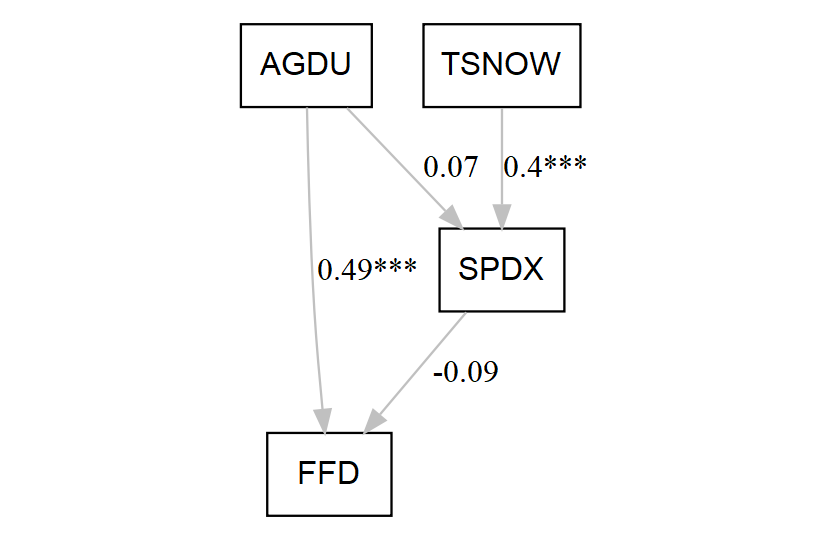 AGDU
TSNOW
0.07
0.4***
0.49***
SPDX
-0.09
FFD